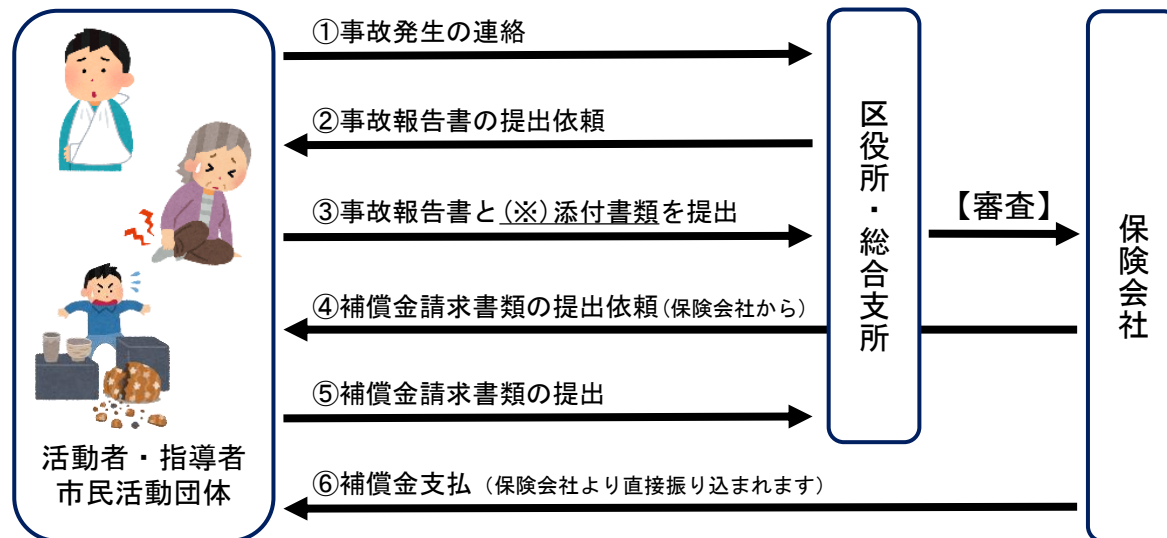 ①事故発生の連絡
②事故報告書の提出依頼
③事故報告書と(※)添付書類を提出
④補償金請求書類の提出依頼(保険会社から)
⑤補償金請求書類の提出
⑥補償金支払（保険会社より直接振り込まれます）
活動者・指導者
市民活動団体
区役所・総合支所
【審査】
保険会社